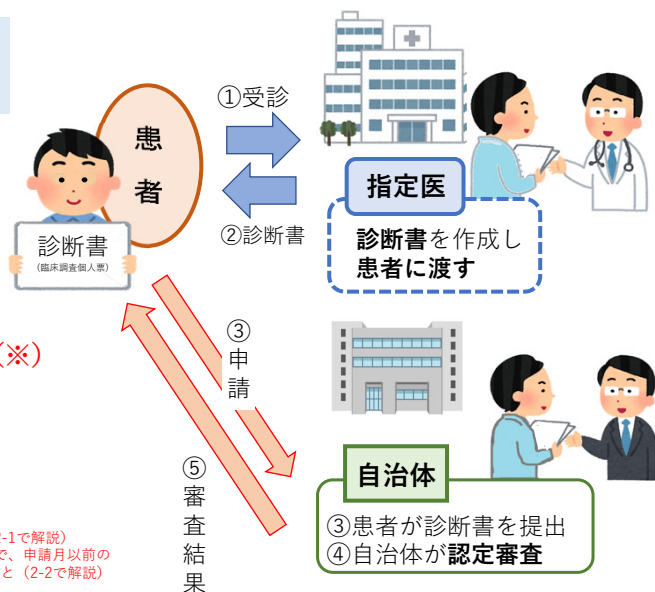 ①受診
患者
指定医
②診断書
診断書を作成し
患者に渡す
診断書
(臨床調査個人票)
(※)
③申請
⑤審査結果
自治体
③患者が診断書を提出
④自治体が認定審査
2-1で解説)
で、申請月以前の
と(2-2で解説)